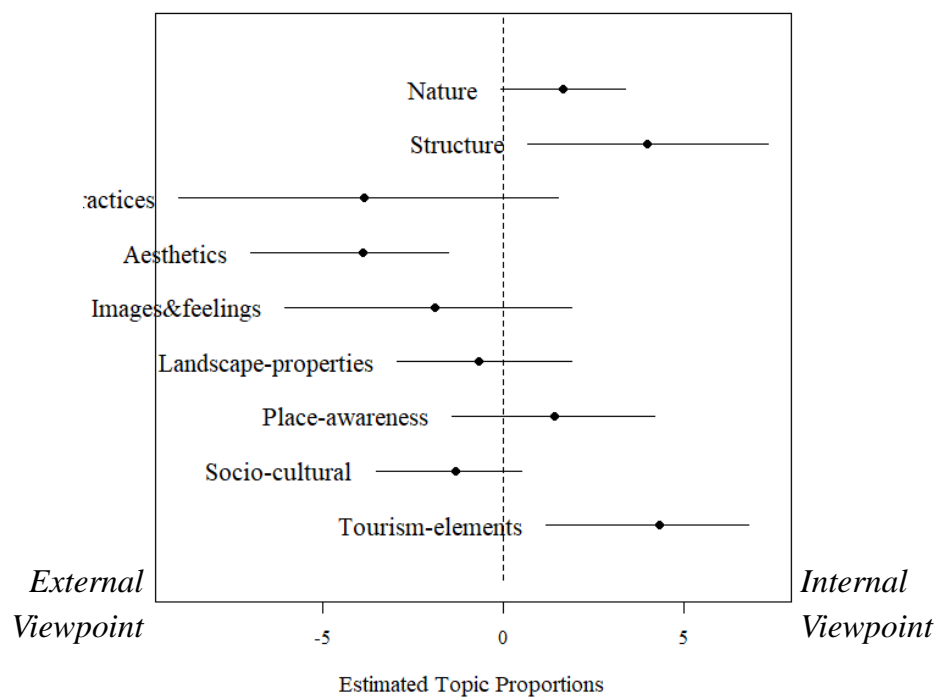 Nature
Structure
ractices
Aesthetics
Images&feelings
Landscape-properties
Place-awareness
Socio-cultural
Tourism-elements
External
Viewpoint
Internal
Viewpoint
-5 0 5
Estimated Topic Proportions